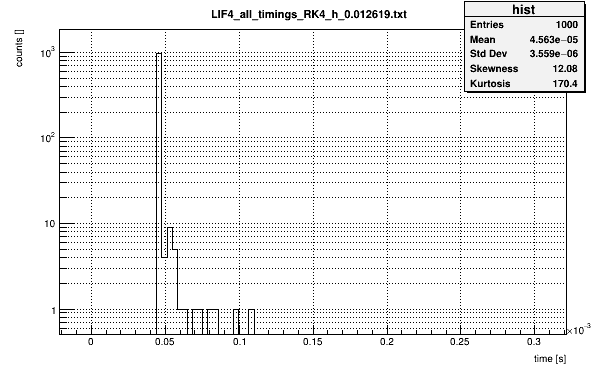 LIF4_all_timings_RK4_h_0.012619.txt
hist
Entries 1000
Mean 4.563e−05
Std Dev 3.559e−06
Skewness 12.08
Kurtosis 170.4
counts []
10³
10²
10
1
0 0.05 0.1 0.15 0.2 0.25 0.3
×10⁻³
time [s]